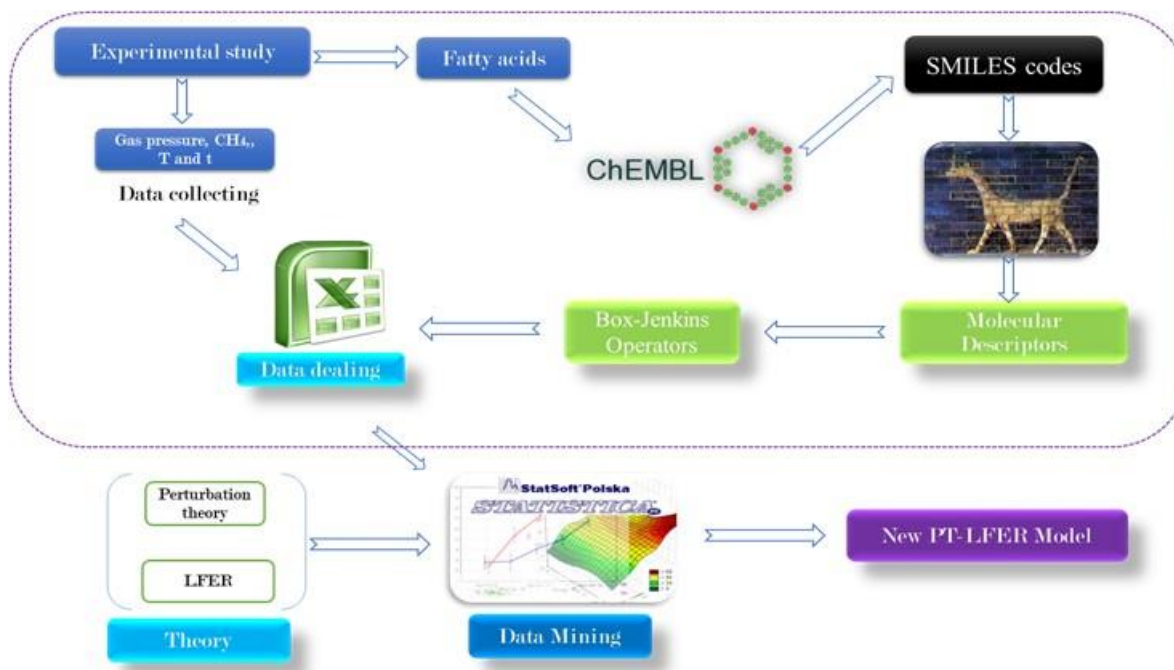 Experimental study
Fatty acids
SMILES codes
Gas pressure, CH4,,
T and t
Data collecting
ChEMBL
Box-Jenkins
Operators
Molecular
Descriptors
Data dealing
Perturbation
theory
LFER
Theory
StatSoft Polska
STATISTICA
Data Mining
New PT-LFER Model